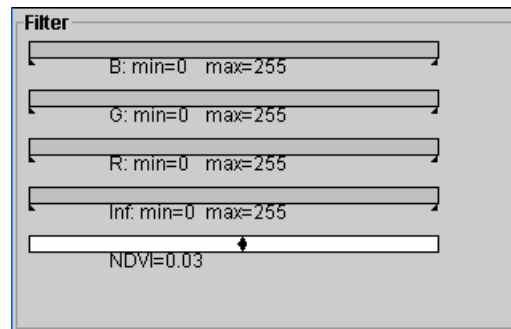 Filter
B: min=0 max=255
G: min=0 max=255
R: min=0 max=255
Inf: min=0 max=255
NDVI=0.03